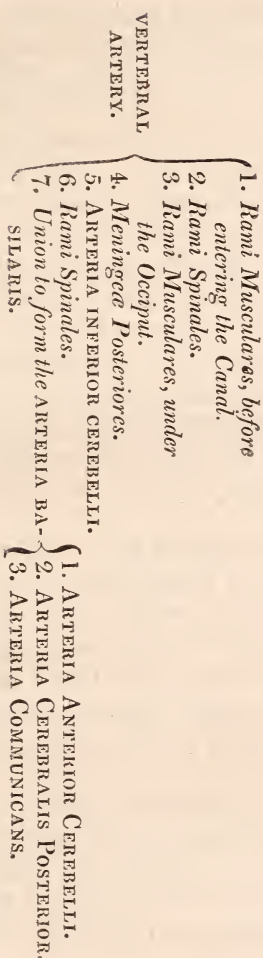 VERTEBRAL
ARTERY.
1. Rami Musculares, before
entering the Canal.
2. Rami Spinales.
3. Rami Musculares, under
the Occiput.
4. Meningeæ Posteriores.
5. ARTERIA INFERIOR CEREBELLI.
6. Rami Spinales.
7. Union to form the ARTERIA BA-
SILARIS.
1. ARTERIA ANTERIOR CEREBELLI.
2. ARTERIA CEREBRALIS POSTERIOR.
3. ARTERIA COMMUNICANS.